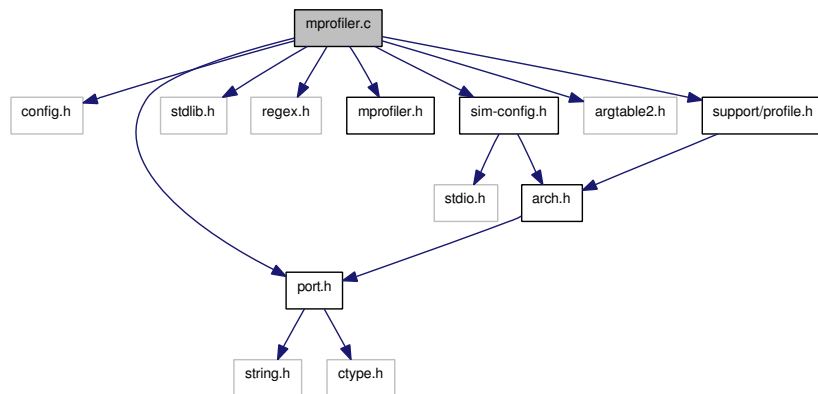 mprofiler.c
config.h
stdlib.h
regex.h
mprofiler.h
sim-config.h
argtable2.h
support/profile.h
stdio.h
arch.h
port.h
string.h
ctype.h